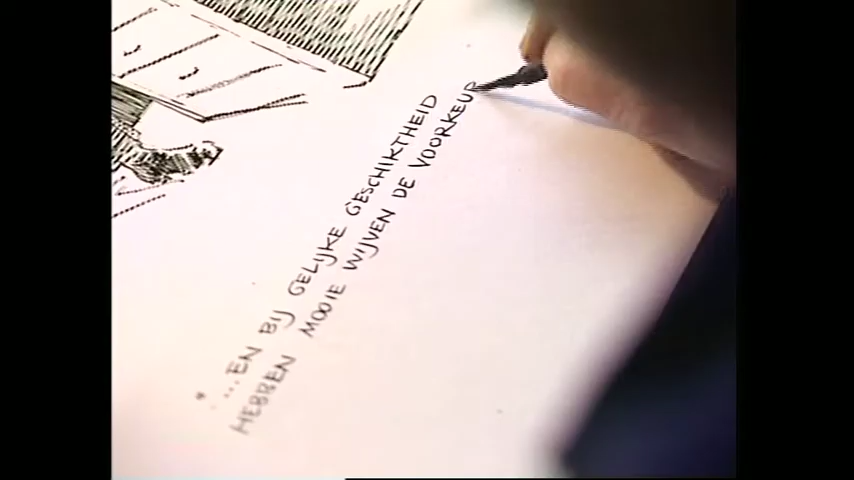 "...EN BIJ GELIJKE GESCHIKTHEID
HEBBEN MOOIE WIJVEN DE VOORKEUR